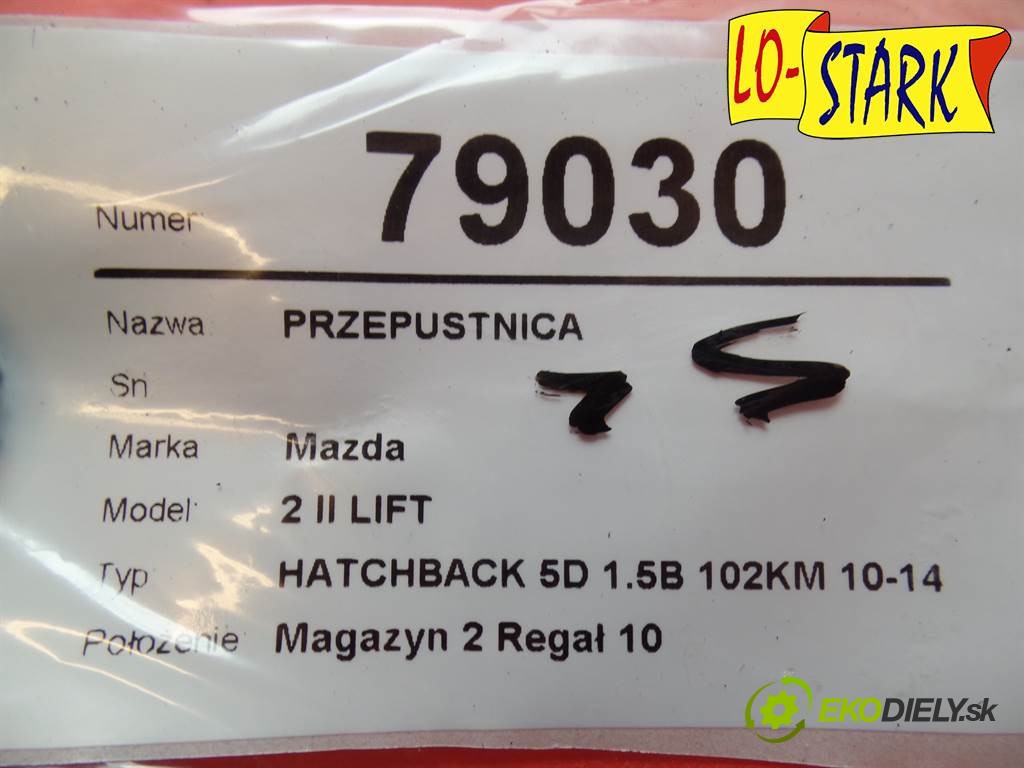 LO-STARK
Numer: 79030
Nazwa: PRZEPUSTNICA
Sn
Marka Mazda
Model: 2 II LIFT
Typ: HATCHBACK 5D 1.5B 102KM 10-14
Położenie: Magazyn 2 Regał 10
EKODIELY.sk